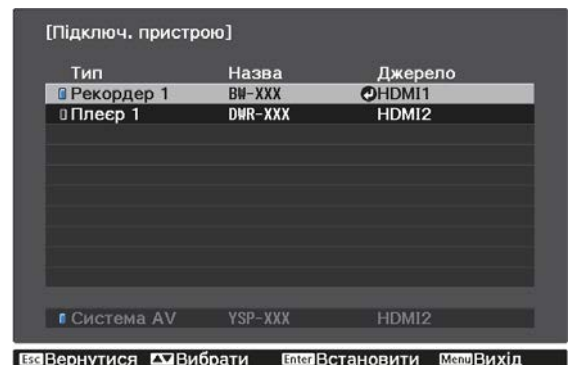 [Підключ. пристрою]
Тип Назва Джерело
Рекордер 1 BW-XXX HDMI1
Плеєр 1 DWR-XXX HDMI2
Система AV YSP-XXX HDMI2
Esc Вернутися Вибрати Enter Встановити Menu Вихід